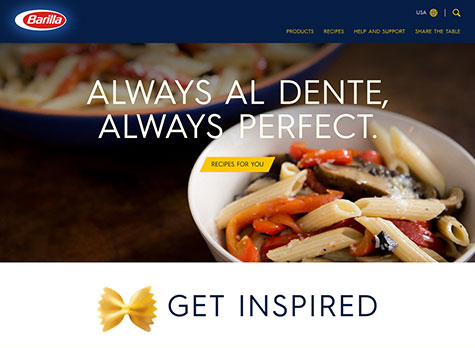 Barilla
USA
PRODUCTS RECIPES HELP AND SUPPORT SHARE THE TABLE
ALWAYS AL DENTE,
ALWAYS PERFECT.
RECIPES FOR YOU
GET INSPIRED